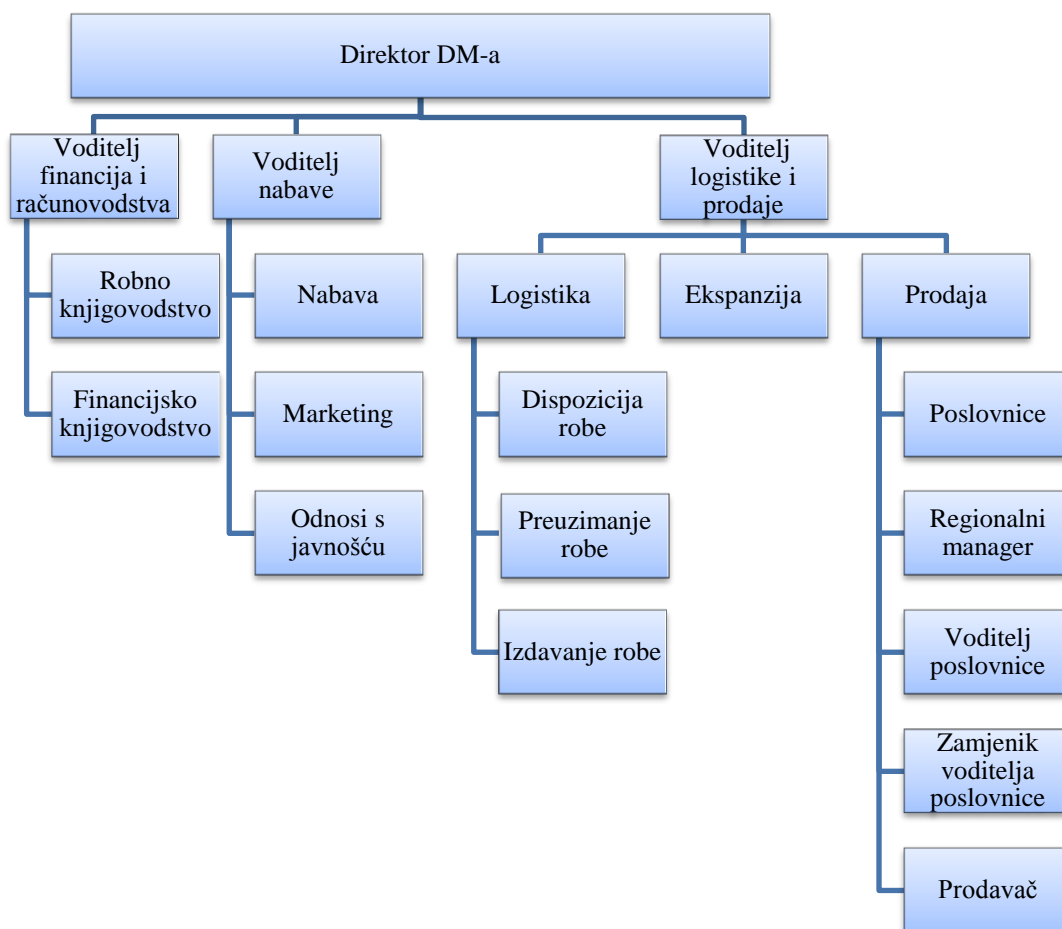 Direktor DM-a
Voditelj
financija i
računovodstva
Voditelj
nabave
Voditelj
logistike i
prodaje
Robno
knjigovodstvo
Nabava
Logistika
Ekspanzija
Prodaja
Financijsko
knjigovodstvo
Marketing
Dispozicija
robe
Poslovnice
Odnosi s
javnošću
Preuzimanje
robe
Regionalni
manager
Izdavanje robe
Voditelj
poslovnice
Zamjenik
voditelja
poslovnice
Prodavač